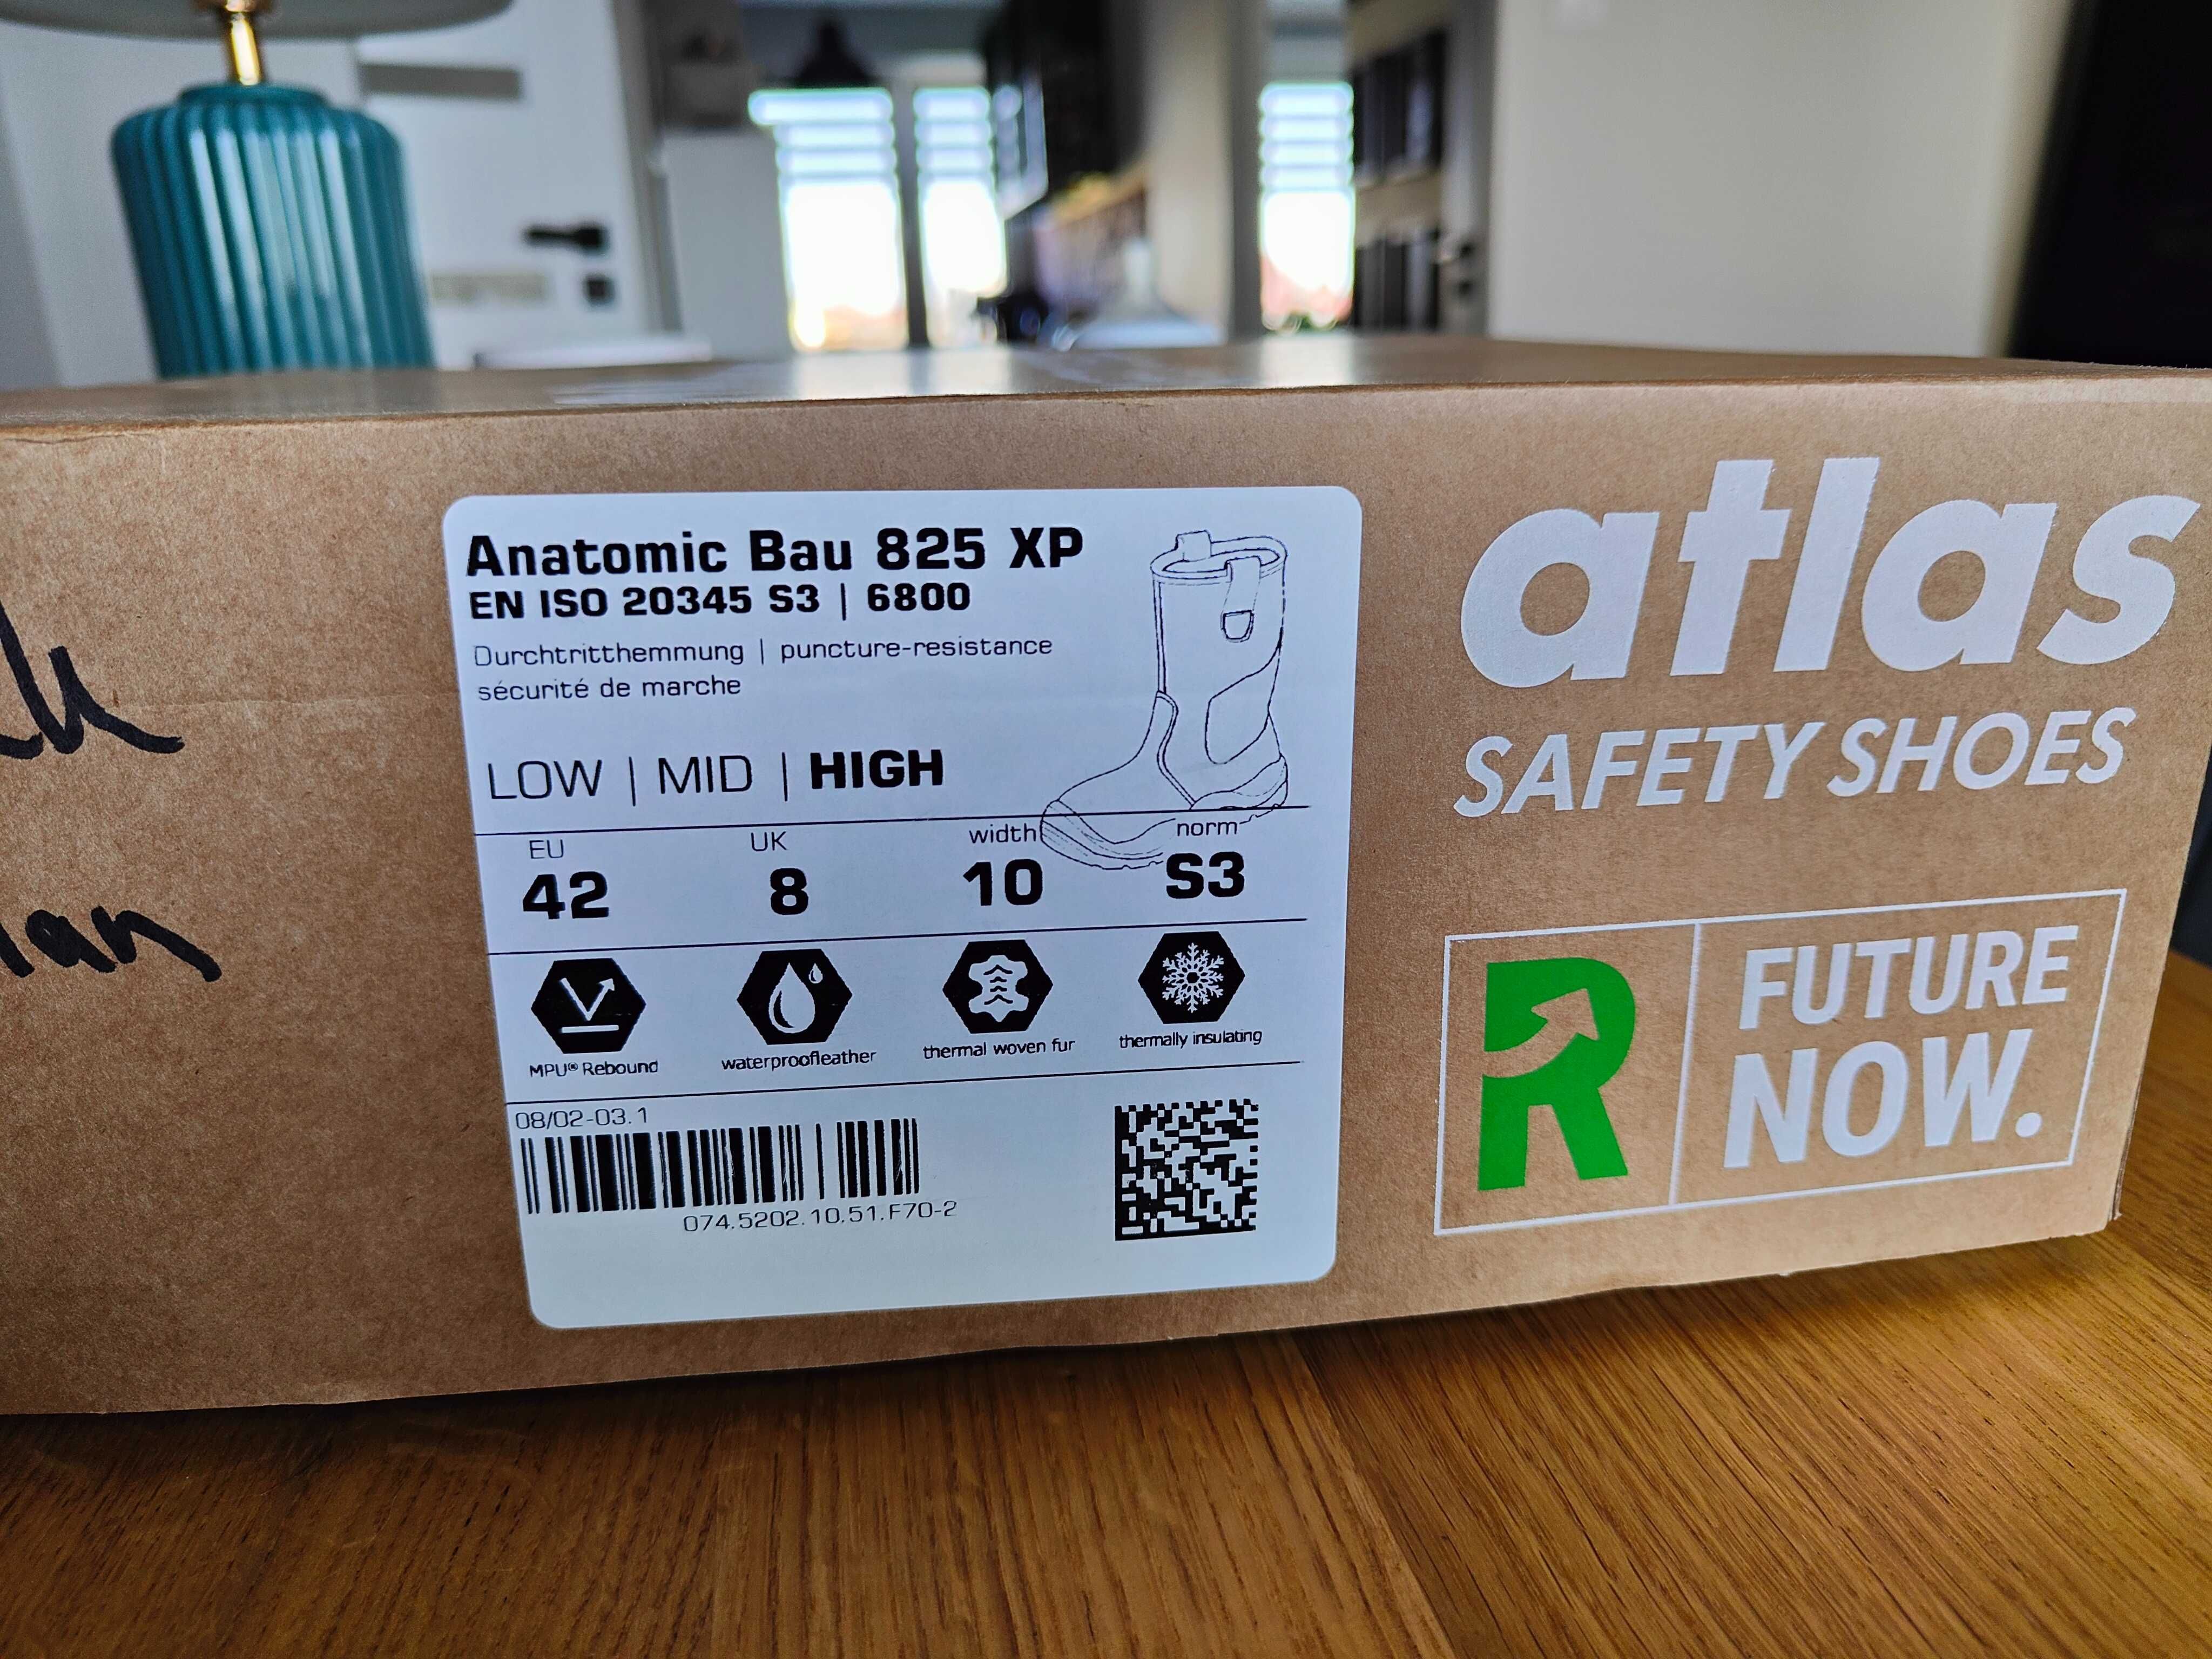 Anatomic Bau 825 XP
EN ISO 20345 S3 | 6800
Durchtritthemmung | puncture-resistance
sécurité de marche
LOW | MID | HIGH
EU UK width norm
42 8 10 S3
MPU® Rebound waterproofleather thermal woven fur thermally insulating
08/02-03.1
074.5202.10.51.F70-2
atlas
SAFETY SHOES
R FUTURE
NOW.